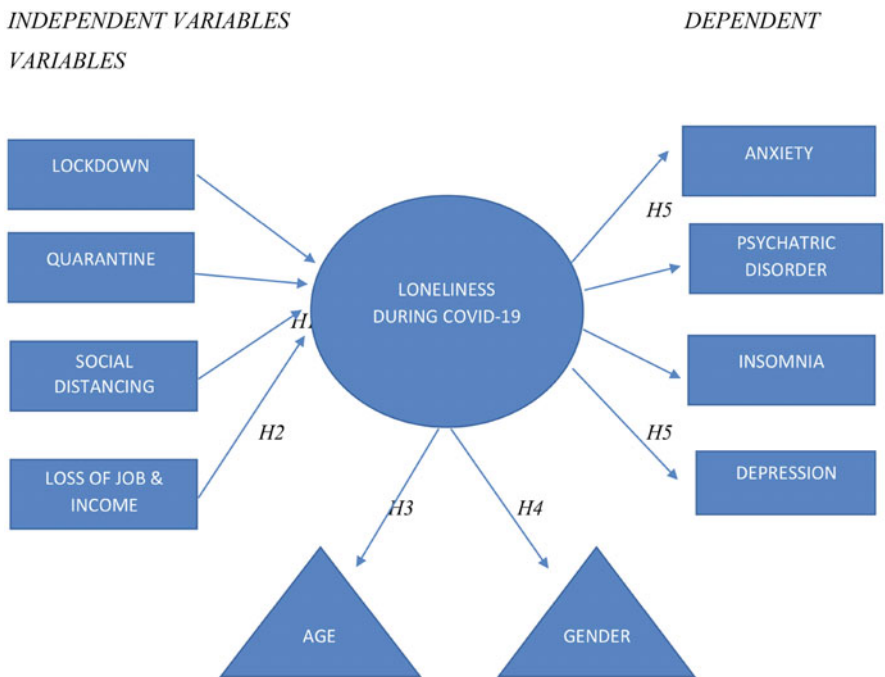 INDEPENDENT VARIABLES
DEPENDENT
VARIABLES
LOCKDOWN
QUARANTINE
SOCIAL
DISTANCING
LOSS OF JOB &
INCOME
LONELINESS
DURING COVID-19
H2
H3
H4
ANXIETY
H5
PSYCHATRIC
DISORDER
INSOMNIA
H5
DEPRESSION
AGE
GENDER